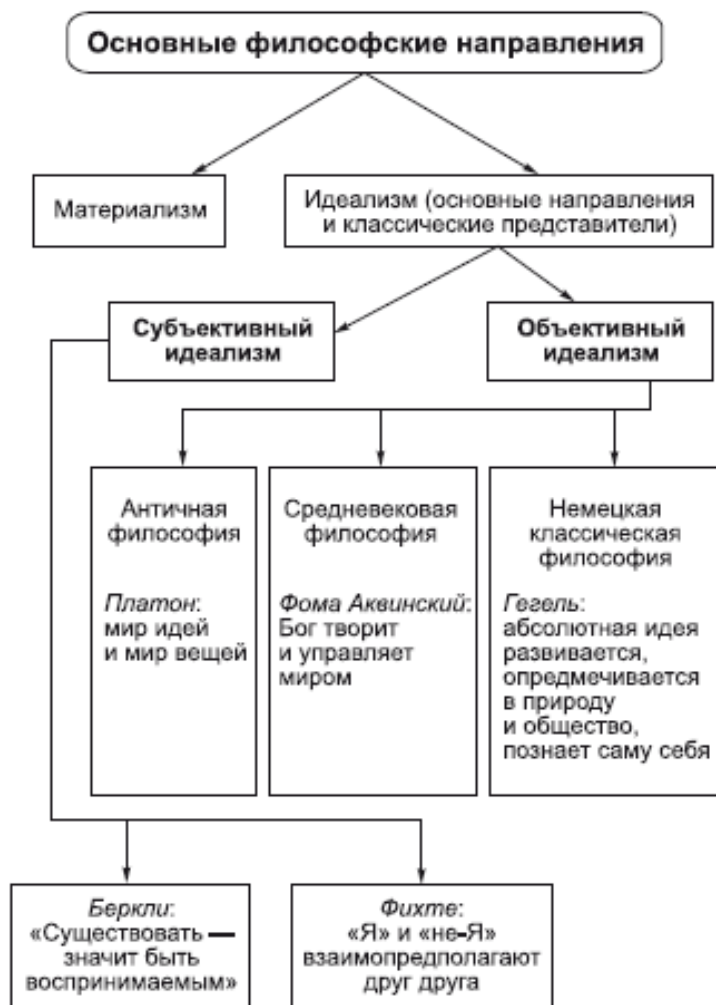 Основные философские направления
Материализм
Идеализм (основные направления
и классические представители)
Субъективный
идеализм
Объективный
идеализм
Античная
философия
Платон:
мир идей
и мир вещей
Средневековая
философия
Фома Аквинский:
Бог творит
и управляет
миром
Немецкая
классическая
философия
Гегель:
абсолютная идея
развивается,
опредмечивается
в природу
и общество,
познает саму себя
Беркли:
«Существовать —
значит быть
воспринимаемым»
Фихте:
«Я» и «не-Я»
взаимопредполагают
друг друга